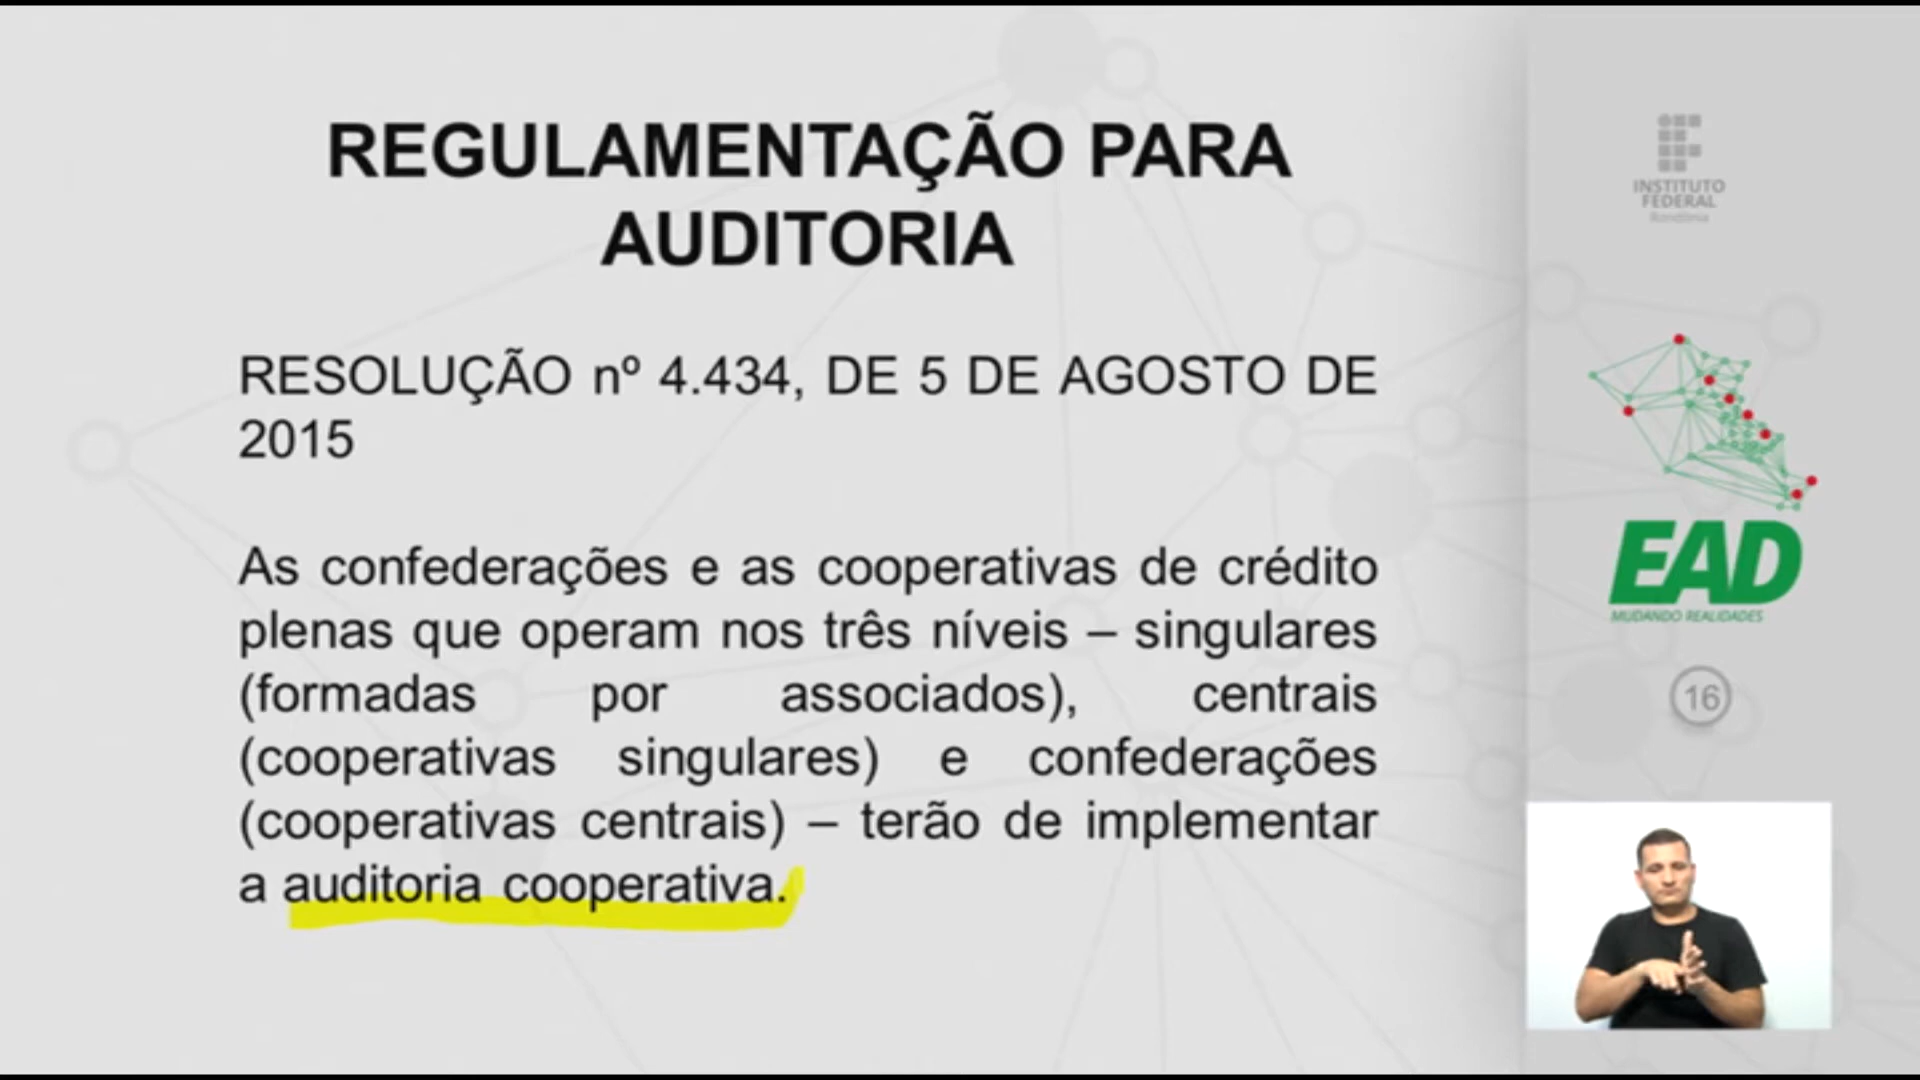 REGULAMENTAÇÃO PARA
AUDITORIA
RESOLUÇÃO nº 4.434, DE 5 DE AGOSTO DE
2015
As confederações e as cooperativas de crédito
plenas que operam nos três níveis – singulares
(formadas por associados), centrais
(cooperativas singulares) e confederações
(cooperativas centrais) – terão de implementar
a auditoria cooperativa.
INSTITUTO
FEDERAL
Rondônia
EAD
MUDANDO REALIDADES
16